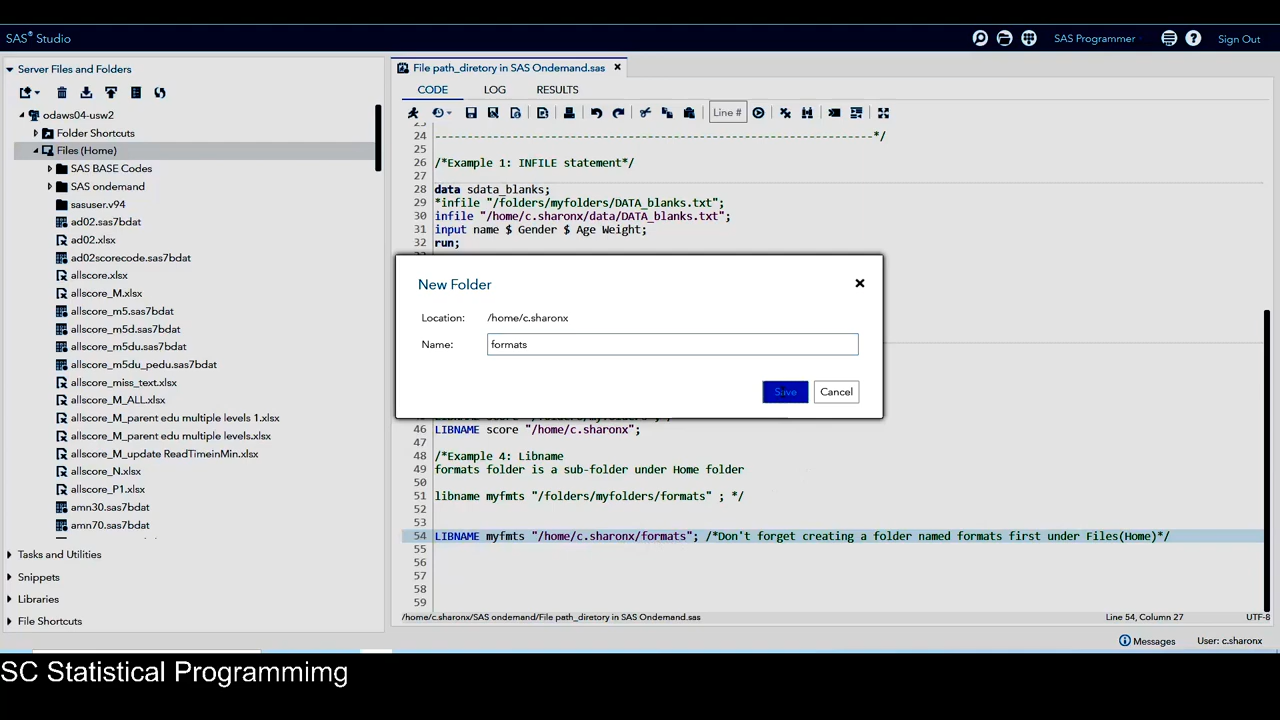 SAS® Studio
SAS Programmer
Sign Out
Server Files and Folders
odaws04-usw2
Folder Shortcuts
Files (Home)
SAS BASE Codes
SAS ondemand
sasuser.v94
ad02.sas7bdat
ad02.xlsx
ad02scorecode.sas7bdat
allscore.xlsx
allscore_M.xlsx
allscore_m5.sas7bdat
allscore_m5d.sas7bdat
allscore_m5du.sas7bdat
allscore_m5du_pedu.sas7bdat
allscore_miss_text.xlsx
allscore_M_ALL.xlsx
allscore_M_parent edu multiple levels 1.xlsx
allscore_M_parent edu multiple levels.xlsx
allscore_M_update ReadTimeinMin.xlsx
allscore_N.xlsx
allscore_P1.xlsx
amn30.sas7bdat
amn70.sas7bdat
Tasks and Utilities
Snippets
Libraries
File Shortcuts
File path_diretory in SAS Ondemand.sas
CODE LOG RESULTS
Line #
24 -----------------------------------------------------------------*/
25
26 /*Example 1: INFILE statement*/
27
28 data sdata_blanks;
29 *infile "/folders/myfolders/DATA_blanks.txt";
30 infile "/home/c.sharonx/data/DATA_blanks.txt";
31 input name $ Gender $ Age Weight;
32 run;
New Folder
Location: /home/c.sharonx
Name: formats
Save Cancel
46 LIBNAME score "/home/c.sharonx";
47
48 /*Example 4: Libname
49 formats folder is a sub-folder under Home folder
50
51 libname myfmts "/folders/myfolders/formats" ; */
52
53
54 LIBNAME myfmts "/home/c.sharonx/formats"; /*Don't forget creating a folder named formats first under Files(Home)*/
55
56
57
58
59
/home/c.sharonx/SAS ondemand/File path_diretory in SAS Ondemand.sas
Line 54, Column 27
UTF-8
Messages
User: c.sharonx
SC Statistical Programmimg